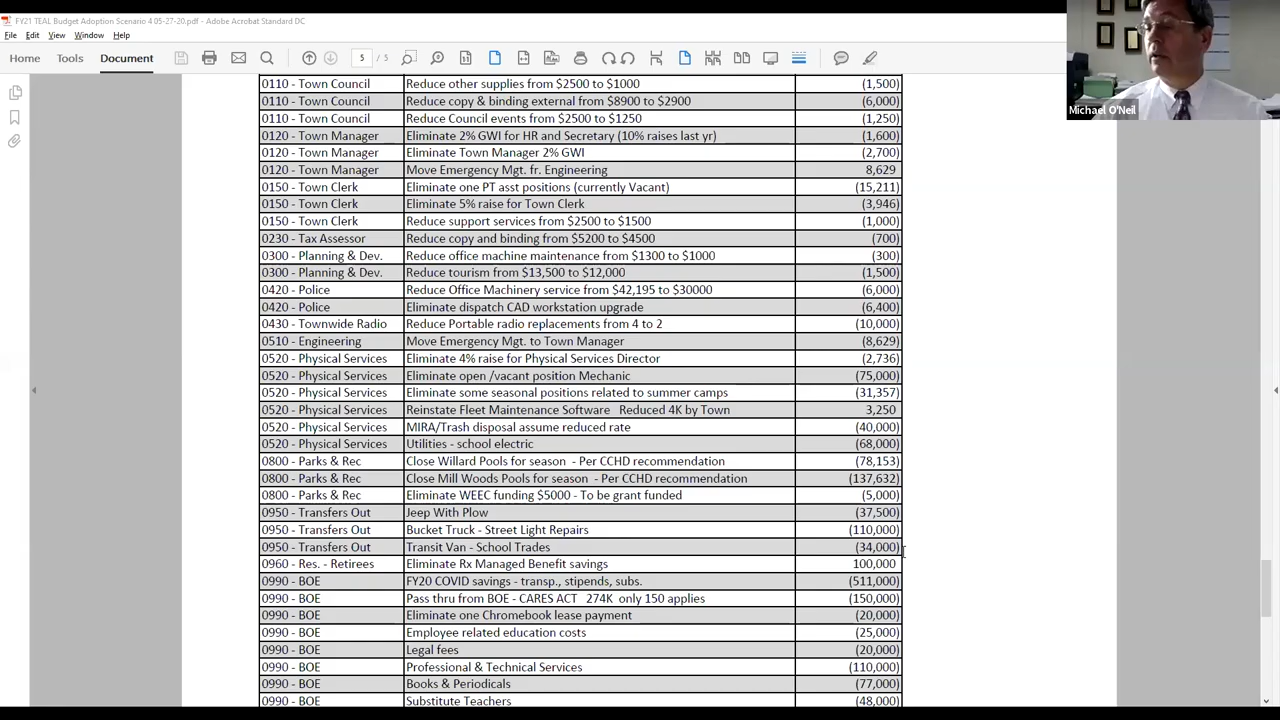 FY21 TEAL Budget Adoption Scenario 4 05-27-20.pdf - Adobe Acrobat Standard DC
File Edit View Window Help
Home Tools Document 5 / 5
0110 - Town Council Reduce other supplies from $2500 to $1000 (1,500)
0110 - Town Council Reduce copy & binding external from $8900 to $2900 (6,000)
0110 - Town Council Reduce Council events from $2500 to $1250 (1,250)
0120 - Town Manager Eliminate 2% GWI for HR and Secretary (10% raises last yr) (1,600)
0120 - Town Manager Eliminate Town Manager 2% GWI (2,700)
0120 - Town Manager Move Emergency Mgt. fr. Engineering 8,629
0150 - Town Clerk Eliminate one PT asst positions (currently Vacant) (15,211)
0150 - Town Clerk Eliminate 5% raise for Town Clerk (3,946)
0150 - Town Clerk Reduce support services from $2500 to $1500 (1,000)
0230 - Tax Assessor Reduce copy and binding from $5200 to $4500 (700)
0300 - Planning & Dev. Reduce office machine maintenance from $1300 to $1000 (300)
0300 - Planning & Dev. Reduce tourism from $13,500 to $12,000 (1,500)
0420 - Police Reduce Office Machinery service from $42,195 to $30000 (6,000)
0420 - Police Eliminate dispatch CAD workstation upgrade (6,400)
0430 - Townwide Radio Reduce Portable radio replacements from 4 to 2 (10,000)
0510 - Engineering Move Emergency Mgt. to Town Manager (8,629)
0520 - Physical Services Eliminate 4% raise for Physical Services Director (2,736)
0520 - Physical Services Eliminate open /vacant position Mechanic (75,000)
0520 - Physical Services Eliminate some seasonal positions related to summer camps (31,357)
0520 - Physical Services Reinstate Fleet Maintenance Software Reduced 4K by Town 3,250
0520 - Physical Services MIRA/Trash disposal assume reduced rate (40,000)
0520 - Physical Services Utilities - school electric (68,000)
0800 - Parks & Rec Close Willard Pools for season - Per CCHD recommendation (78,153)
0800 - Parks & Rec Close Mill Woods Pools for season - Per CCHD recommendation (137,632)
0800 - Parks & Rec Eliminate WEEC funding $5000 - To be grant funded (5,000)
0950 - Transfers Out Jeep With Plow (37,500)
0950 - Transfers Out Bucket Truck - Street Light Repairs (110,000)
0950 - Transfers Out Transit Van - School Trades (34,000)
0960 - Res. - Retirees Eliminate Rx Managed Benefit savings 100,000
0990 - BOE FY20 COVID savings - transp., stipends, subs. (511,000)
0990 - BOE Pass thru from BOE - CARES ACT 274K only 150 applies (150,000)
0990 - BOE Eliminate one Chromebook lease payment (20,000)
0990 - BOE Employee related education costs (25,000)
0990 - BOE Legal fees (20,000)
0990 - BOE Professional & Technical Services (110,000)
0990 - BOE Books & Periodicals (77,000)
0990 - BOE Substitute Teachers (48,000)
Michael O'Neil